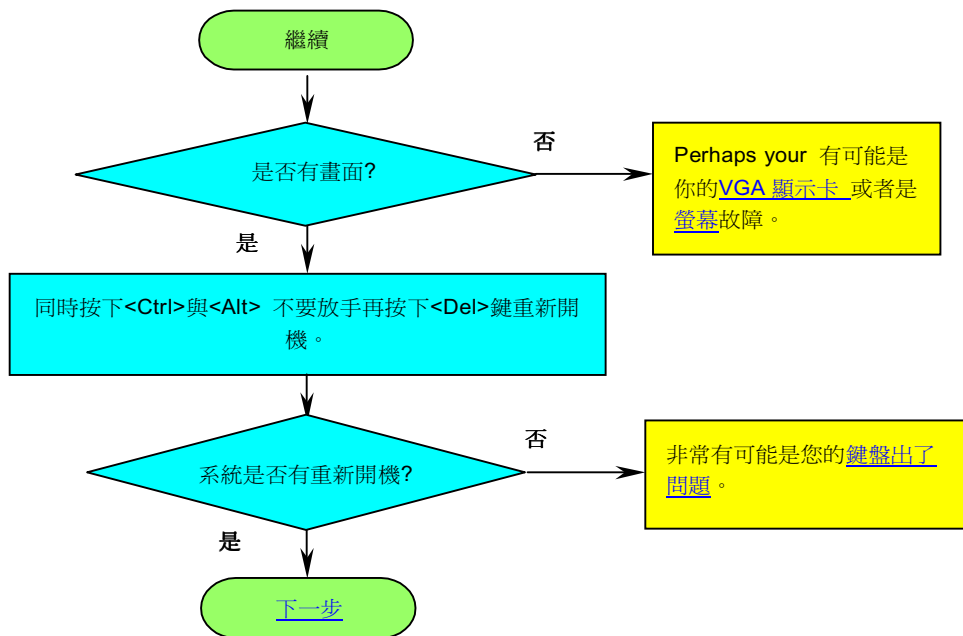 繼續
是否有畫面?
否
Perhaps your 有可能是
你的VGA 顯示卡 或者是
螢幕故障。
是
同時按下<Ctrl>與<Alt> 不要放手再按下<Del>鍵重新開
機。
系統是否有重新開機?
否
非常有可能是您的鍵盤出了
問題。
是
下一步